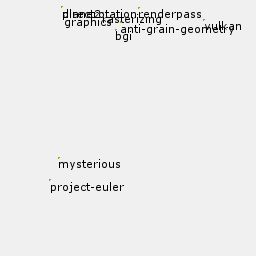 renderpass
graphics
rasterizing
vulkan
anti-grain-geometry
bgi
mysterious
project-euler